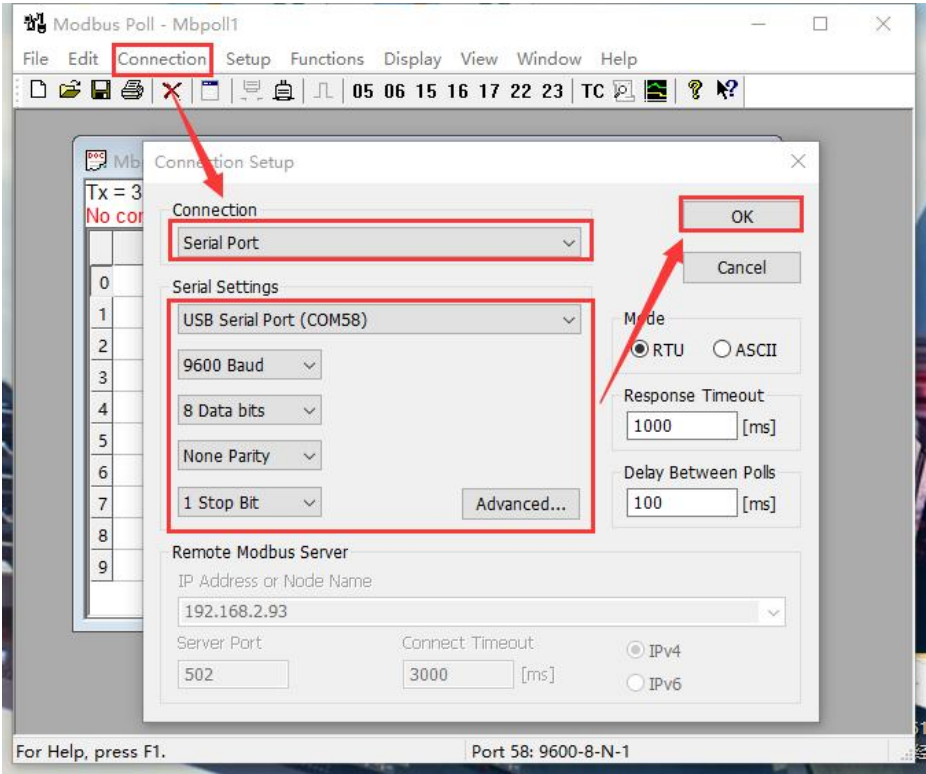 Modbus Poll - Mbpoll1
File Edit Connection Setup Functions Display View Window Help
05 06 15 16 17 22 23 TC
Connection Setup
Tx = 3
Connection
OK
Serial Port
Cancel
Serial Settings
USB Serial Port (COM58)
Mode
9600 Baud
RTU ASCII
8 Data bits
Response Timeout
1000 [ms]
None Parity
Delay Between Polls
1 Stop Bit
Advanced...
100 [ms]
0
1
2
3
4
5
6
7
8
9
Remote Modbus Server
IP Address or Node Name
192.168.2.93
Server Port
Connect Timeout
502
3000 [ms]
IPv4
IPv6
For Help, press F1.
Port 58: 9600-8-N-1